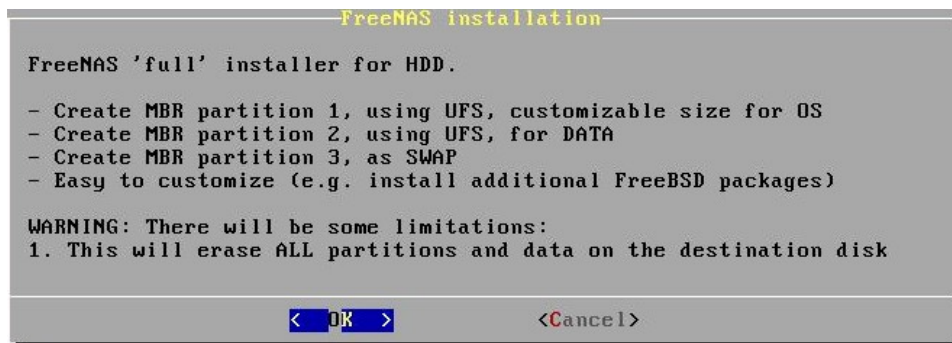 FreeNAS installation
FreeNAS 'full' installer for HDD.
- Create MBR partition 1, using UFS, customizable size for OS
- Create MBR partition 2, using UFS, for DATA
- Create MBR partition 3, as SWAP
- Easy to customize (e.g. install additional FreeBSD packages)
WARNING: There will be some limitations:
1. This will erase ALL partitions and data on the destination disk
< OK > <Cancel>